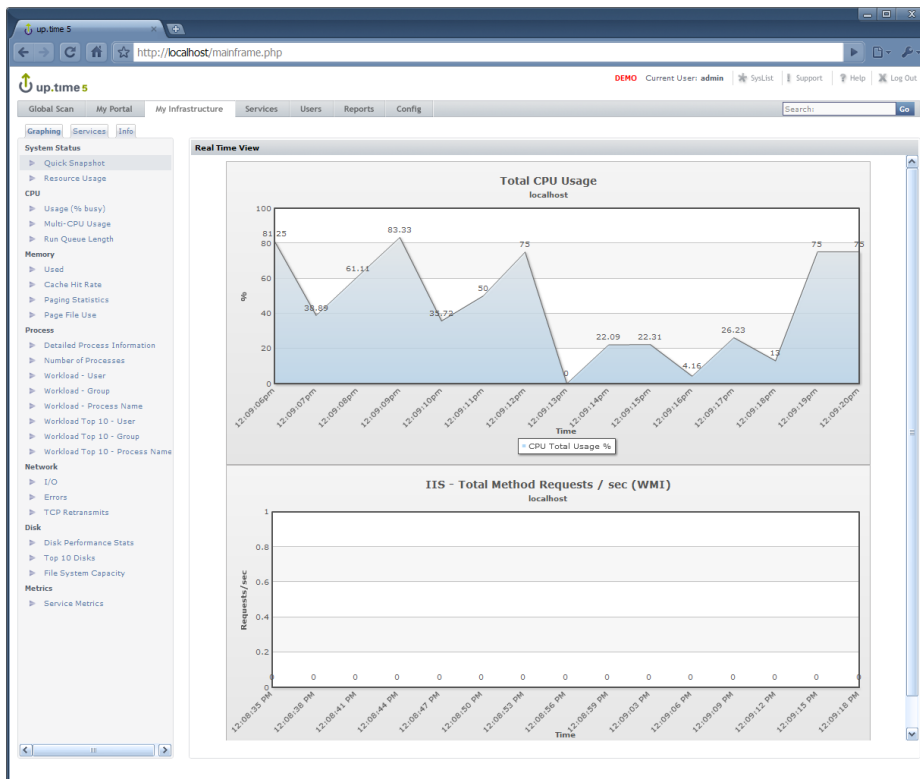 up.time 5
http://localhost/mainframe.php
up.time 5
DEMO Current User: admin SysList Support Help Log Out
Global Scan My Portal My Infrastructure Services Users Reports Config Search: Go
Graphing Services Info
System Status
Quick Snapshot
Resource Usage
CPU
Usage (% busy)
Multi-CPU Usage
Run Queue Length
Memory
Used
Cache Hit Rate
Paging Statistics
Page File Use
Process
Detailed Process Information
Number of Processes
Workload - User
Workload - Group
Workload - Process Name
Workload Top 10 - User
Workload Top 10 - Group
Workload Top 10 - Process Name
Network
I/O
Errors
TCP Retransmits
Disk
Disk Performance Stats
Top 10 Disks
File System Capacity
Metrics
Service Metrics
Real Time View
Total CPU Usage
localhost
%
100
80
60
40
20
0
81.25
38.89
61.11
83.33
35.72
50
75
0
22.09
22.31
4.16
26.23
13
75
75
12:09:06pm
12:09:07pm
12:09:08pm
12:09:09pm
12:09:10pm
12:09:11pm
12:09:12pm
12:09:13pm
12:09:14pm
12:09:15pm
12:09:16pm
12:09:17pm
12:09:18pm
12:09:19pm
12:09:20pm
Time
CPU Total Usage %
IIS - Total Method Requests / sec (WMI)
localhost
Requests/sec
1
0.8
0.6
0.4
0.2
0
0 0 0 0 0 0 0 0 0 0 0 0 0 0 0
12:08:35 PM
12:08:38 PM
12:08:41 PM
12:08:44 PM
12:08:47 PM
12:08:50 PM
12:08:53 PM
12:08:56 PM
12:08:59 PM
12:09:03 PM
12:09:06 PM
12:09:09 PM
12:09:12 PM
12:09:15 PM
12:09:18 PM
Time